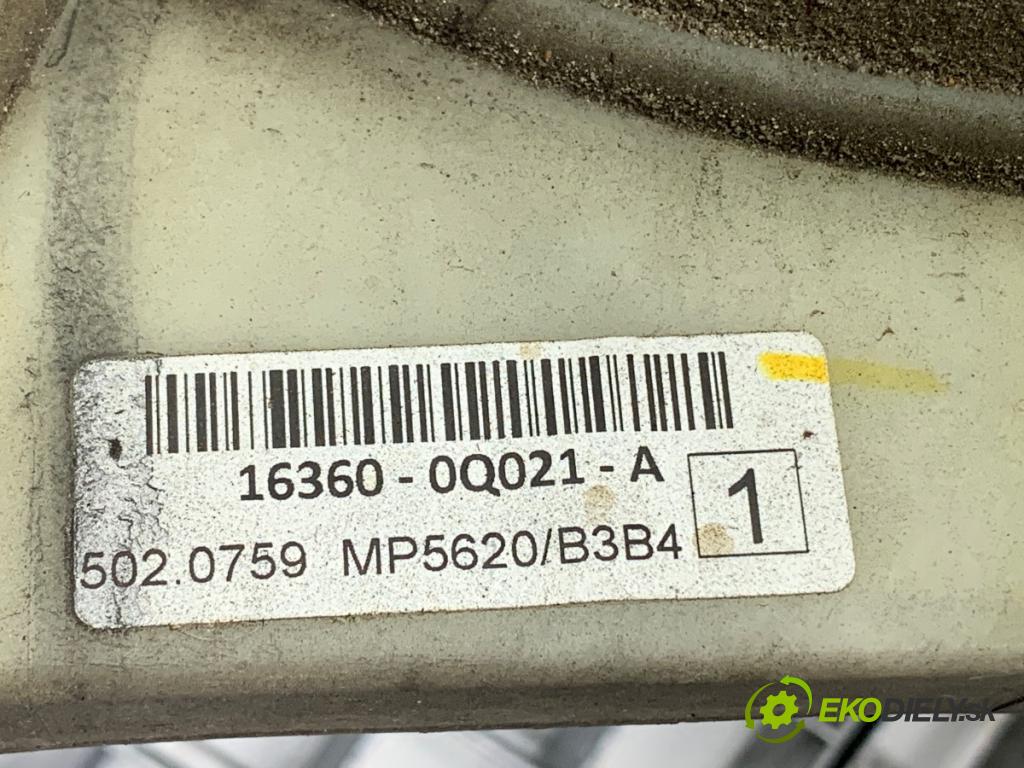 16360 - 0Q021 - A
502.0759 MP5620/B3B4
1
EKODIELY.SK